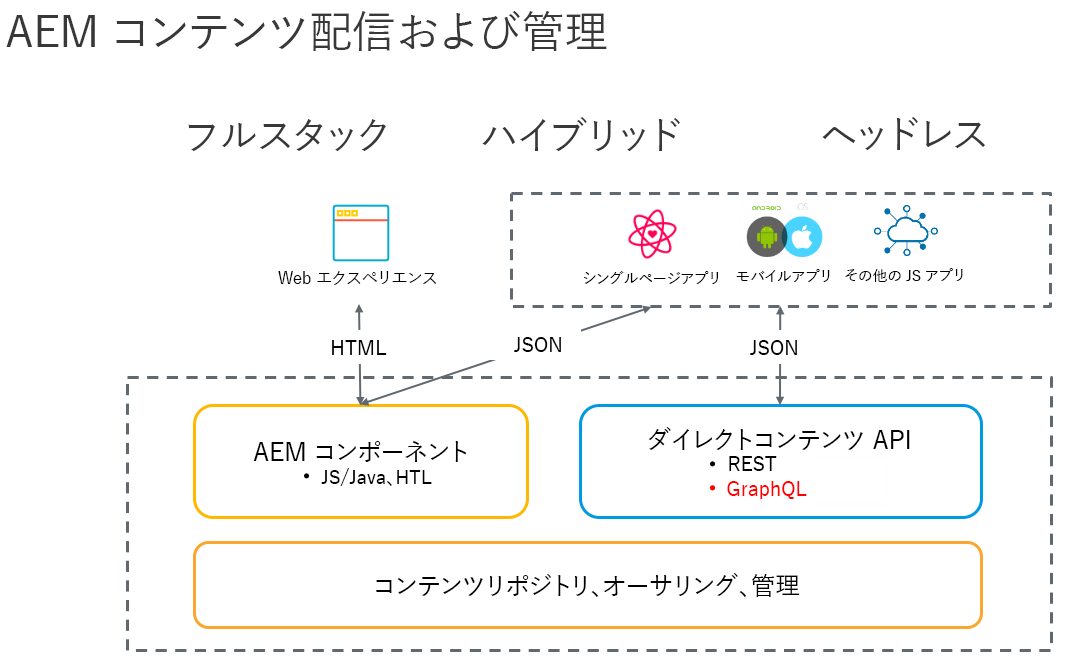 AEM コンテンツ配信および管理
フルスタック
ハイブリッド
ヘッドレス
ANDROID
iOS
Web エクスペリエンス
シングルページアプリ
モバイルアプリ
その他の JS アプリ
HTML
JSON
JSON
AEM コンポーネント
• JS/Java、HTL
ダイレクトコンテンツ API
• REST
• GraphQL
コンテンツリポジトリ、オーサリング、管理